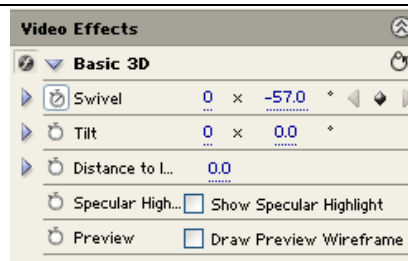 Video Effects
Basic 3D
Swivel 0 x -57.0 °
Tilt 0 x 0.0 °
Distance to I... 0.0
Specular High... Show Specular Highlight
Preview Draw Preview Wireframe